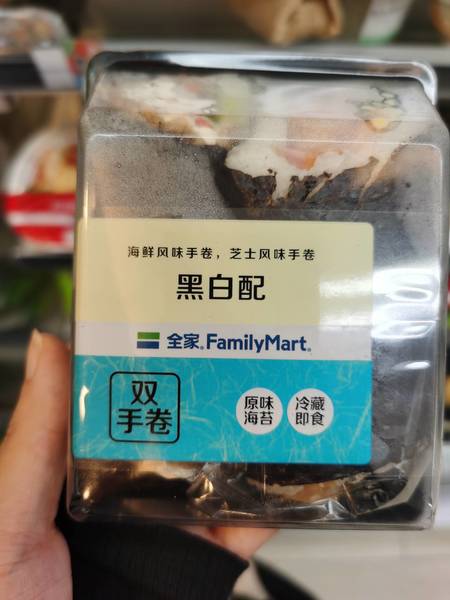 海鲜风味手卷，芝士风味手卷
黑白配
全家®FamilyMart®
双
手卷
原味
海苔
冷藏
即食